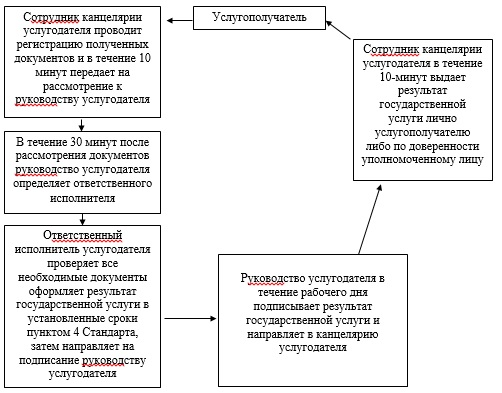 Услугополучатель
Сотрудник канцелярии
услугодателя проводит
регистрацию полученных
документов и в течение 10
минут передает на
рассмотрение к
руководству услугодателя
В течение 30 минут после
рассмотрения документов
руководство услугодателя
определяет ответственного
исполнителя
Ответственный
исполнитель услугодателя
проверяет все
необходимые документы
оформляет результат
государственной услуги в
установленные сроки
пунктом 4 Стандарта,
затем направляет на
подписание руководству
услугодателя
Руководство услугодателя в
течение рабочего дня
подписывает результат
государственной услуги и
направляет в канцелярию
услугодателя
Сотрудник канцелярии
услугодателя в течение
10-минут выдает
результат
государственной
услуги лично
услугополучателю
либо по доверенности
уполномоченному лицу